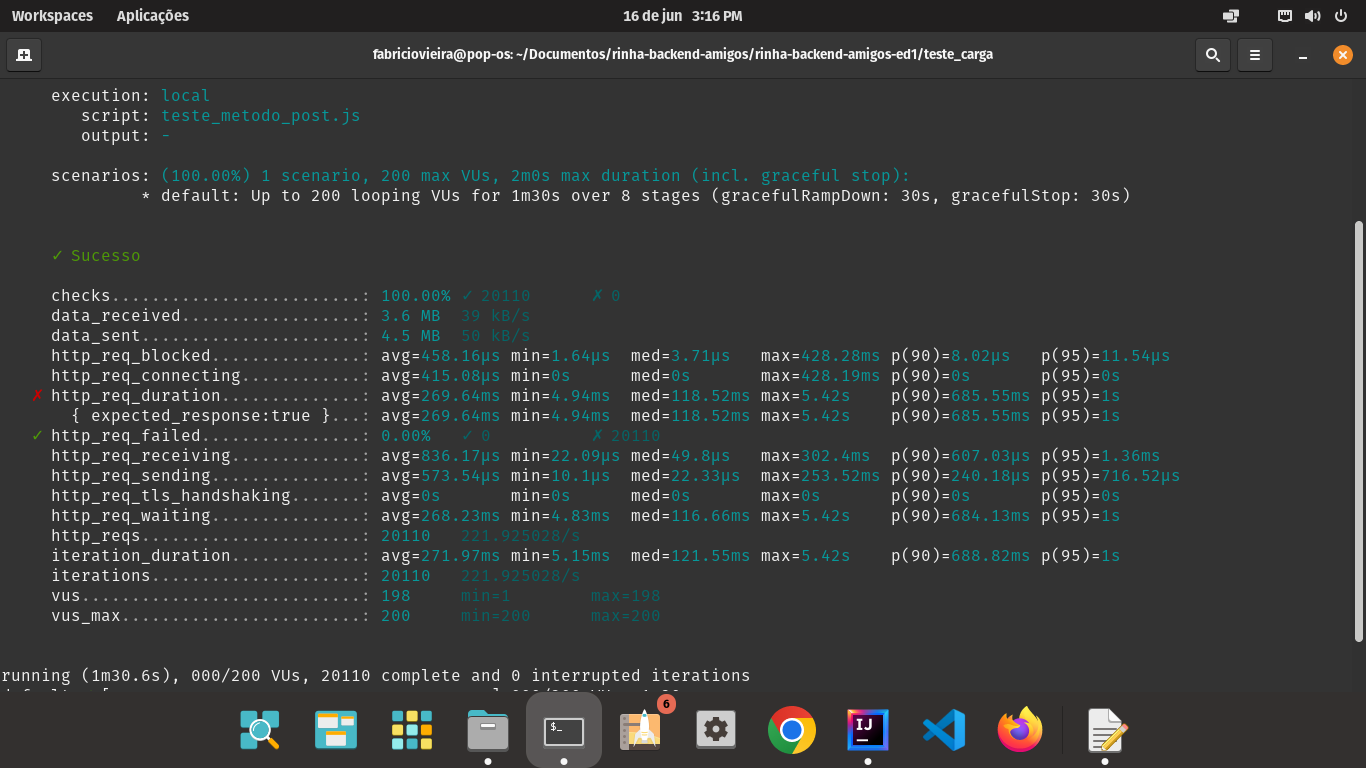 Workspaces Aplicações 16 de jun 3:16 PM
fabriciovieira@pop-os: ~/Documentos/rinha-backend-amigos/rinha-backend-amigos-ed1/teste_carga
execution: local
script: teste_metodo_post.js
output: -
scenarios: (100.00%) 1 scenario, 200 max VUs, 2m0s max duration (incl. graceful stop):
* default: Up to 200 looping VUs for 1m30s over 8 stages (gracefulRampDown: 30s, gracefulStop: 30s)
✓ Sucesso
checks.........................: 100.00% ✓ 20110 ✗ 0
data_received..................: 3.6 MB 39 kB/s
data_sent......................: 4.5 MB 50 kB/s
http_req_blocked...............: avg=458.16µs min=1.64µs med=3.71µs max=428.28ms p(90)=8.02µs p(95)=11.54µs
http_req_connecting............: avg=415.08µs min=0s med=0s max=428.19ms p(90)=0s p(95)=0s
✗ http_req_duration..............: avg=269.64ms min=4.94ms med=118.52ms max=5.42s p(90)=685.55ms p(95)=1s
{ expected_response:true }...: avg=269.64ms min=4.94ms med=118.52ms max=5.42s p(90)=685.55ms p(95)=1s
✓ http_req_failed................: 0.00% ✓ 0 ✗ 20110
http_req_receiving.............: avg=836.17µs min=22.09µs med=49.8µs max=302.4ms p(90)=607.03µs p(95)=1.36ms
http_req_sending...............: avg=573.54µs min=10.1µs med=22.33µs max=253.52ms p(90)=240.18µs p(95)=716.52µs
http_req_tls_handshaking.......: avg=0s min=0s med=0s max=0s p(90)=0s p(95)=0s
http_req_waiting...............: avg=268.23ms min=4.83ms med=116.66ms max=5.42s p(90)=684.13ms p(95)=1s
http_reqs......................: 20110 221.925028/s
iteration_duration.............: avg=271.97ms min=5.15ms med=121.55ms max=5.42s p(90)=688.82ms p(95)=1s
iterations.....................: 20110 221.925028/s
vus............................: 198 min=1 max=198
vus_max........................: 200 min=200 max=200
running (1m30.6s), 000/200 VUs, 20110 complete and 0 interrupted iterations
6
$_
IJ